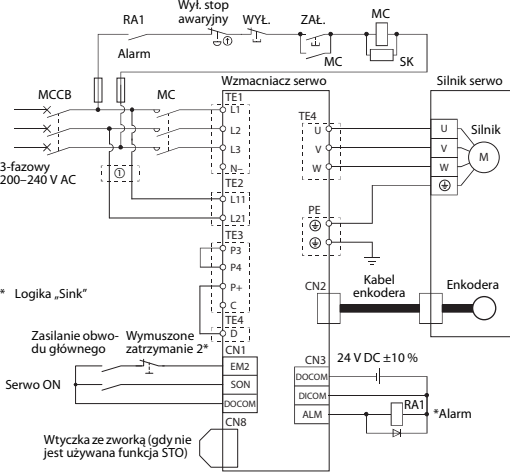 Wył. stop
awaryjny
RA1
WYŁ.
ZAŁ.
MC
Alarm
MC
SK
MCCB
MC
Wzmacniacz serwo
Silnik serwo
TE1
L1
L2
L3
N-
TE4
U
V
W
U
V
W
Silnik
M
3-fazowy
200–240 V AC
①
①
TE2
L11
L21
PE
TE3
P3
P4
P+
C
TE4
D
CN2
Kabel
enkodera
Enkodera
* Logika „Sink”
Zasilanie obwo-
du głównego
Wymuszone
zatrzymanie 2*
Serwo ON
CN1
EM2
SON
DOCOM
CN3
24 V DC ±10 %
DOCOM
DICOM
ALM
RA1
*Alarm
CN8
Wtyczka ze zworką (gdy nie
jest używana funkcja STO)